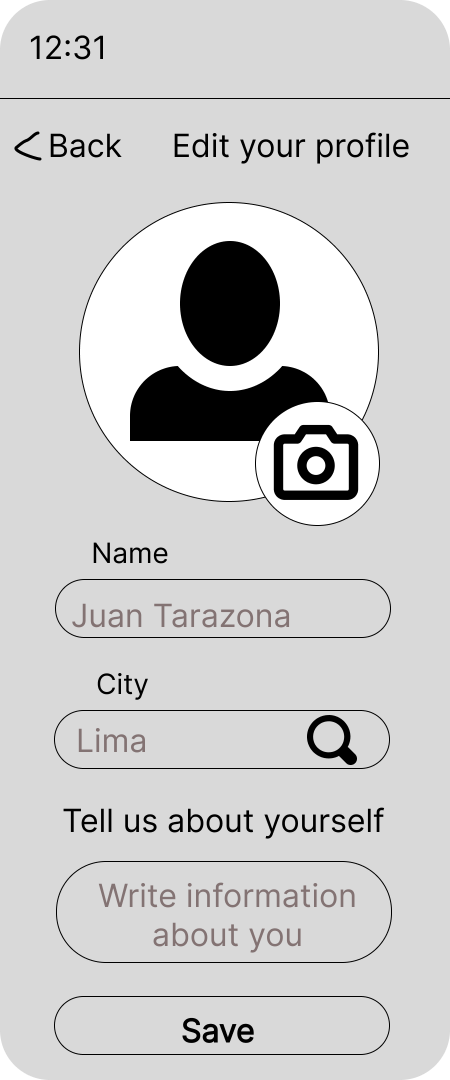 12:31
Back Edit your profile
Name
Juan Tarazona
City
Lima
Tell us about yourself
Write information
about you
Save